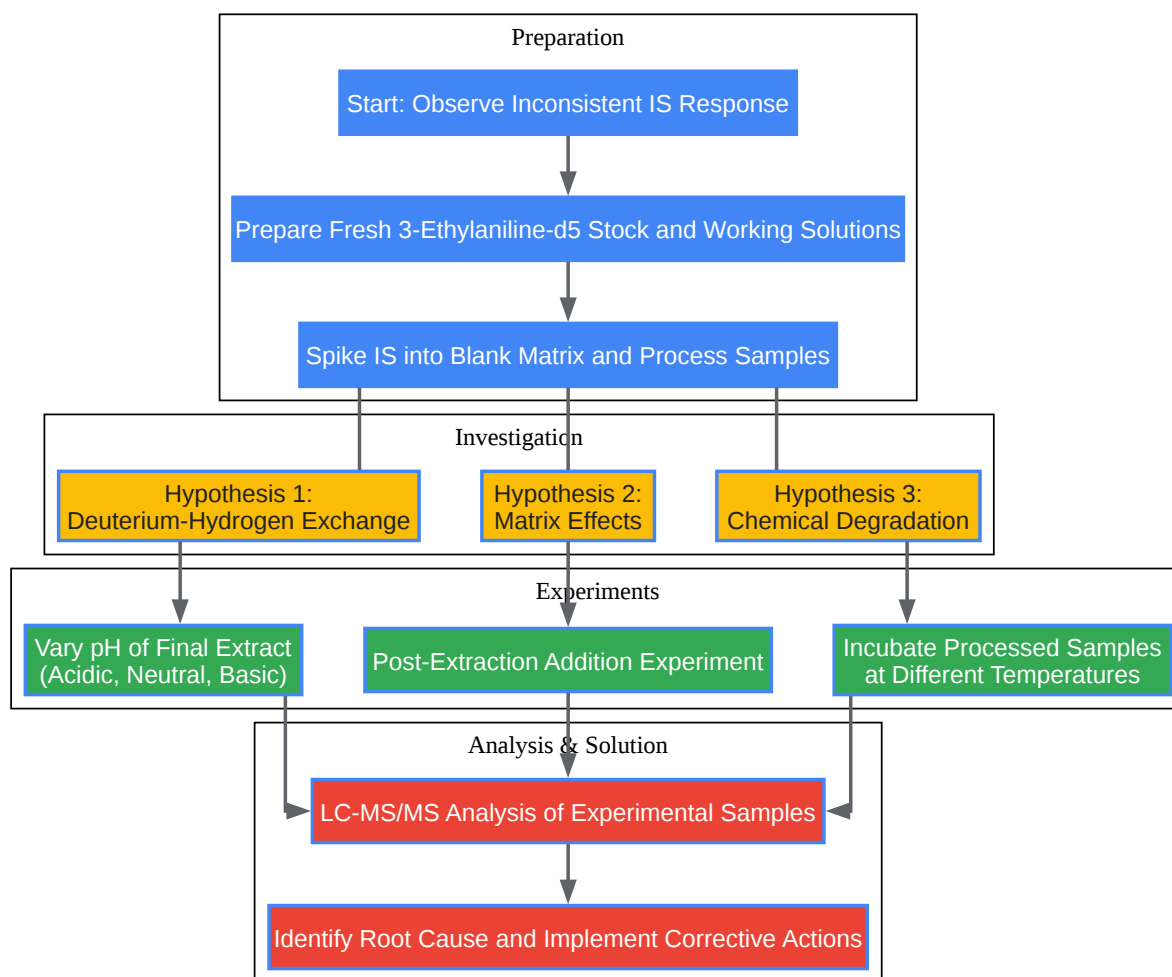 Preparation
Start: Observe Inconsistent IS Response
Prepare Fresh 3-Ethylaniline-d5 Stock and Working Solutions
Spike IS into Blank Matrix and Process Samples
Investigation
Hypothesis 1:
Deuterium-Hydrogen Exchange
Hypothesis 2:
Matrix Effects
Hypothesis 3:
Chemical Degradation
Experiments
Vary pH of Final Extract
(Acidic, Neutral, Basic)
Post-Extraction Addition Experiment
Incubate Processed Samples
at Different Temperatures
Analysis & Solution
LC-MS/MS Analysis of Experimental Samples
Identify Root Cause and Implement Corrective Actions